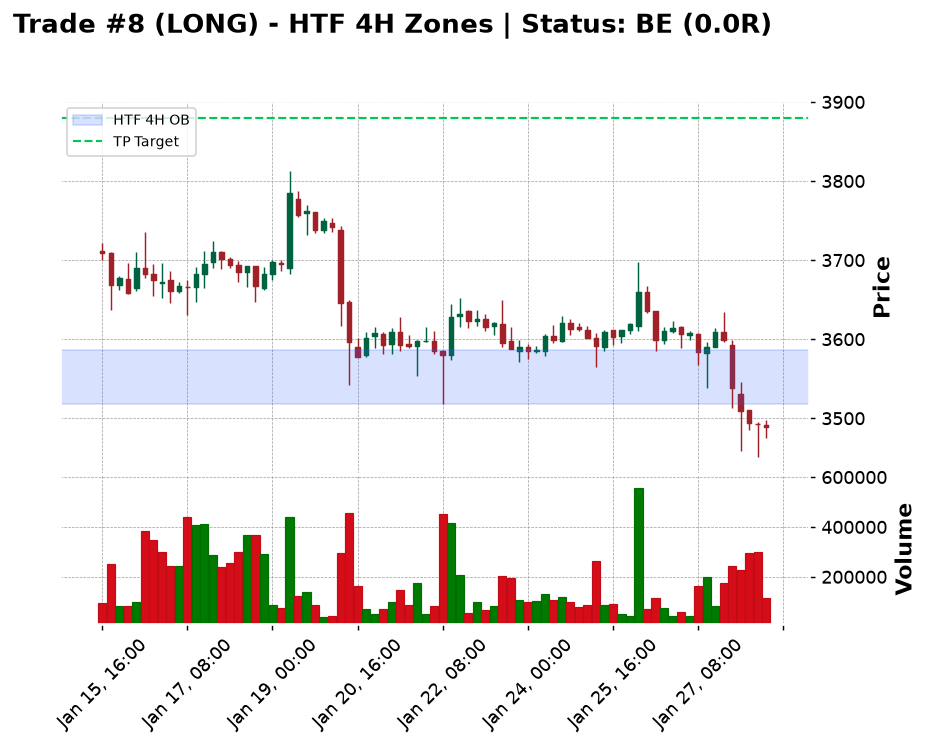 Trade #8 (LONG) - HTF 4H Zones | Status: BE (0.0R)
HTF 4H OB
TP Target
3900
3800
3700
3600
3500
Price
600000
400000
200000
Volume
Jan 15, 16:00
Jan 17, 08:00
Jan 19, 00:00
Jan 20, 16:00
Jan 22, 08:00
Jan 24, 00:00
Jan 25, 16:00
Jan 27, 08:00